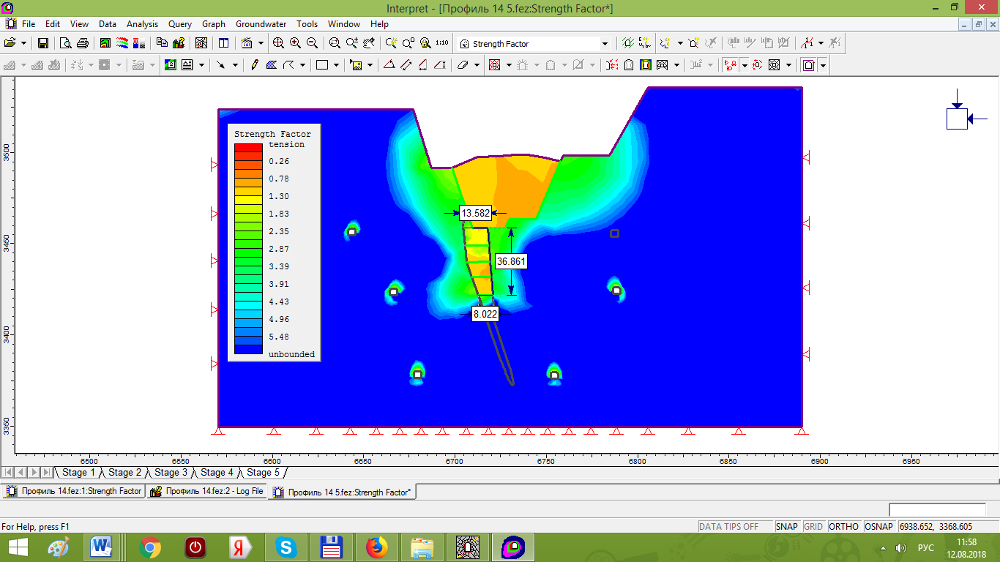 Interpret - [Профиль 14 5.fez:Strength Factor*]
File Edit View Data Analysis Query Graph Groundwater Tools Window Help
1:10 Strength Factor
Strength Factor
tension
0.26
0.78
1.30
1.83
2.35
2.87
3.39
3.91
4.43
4.96
5.48
unbounded
13.582
36.861
8.022
3500
3450
3400
3350
6500 6550 6600 6650 6700 6750 6800 6850 6900 6950
Stage 1 Stage 2 Stage 3 Stage 4 Stage 5
Профиль 14.fez:1:Strength Factor Профиль 14.fez:2 - Log File Профиль 14 5.fez:Strength Factor*
For Help, press F1 DATA TIPS OFF SNAP GRID ORTHO OSNAP 6938.652, 3368.605
РУС 11:58
12.08.2018